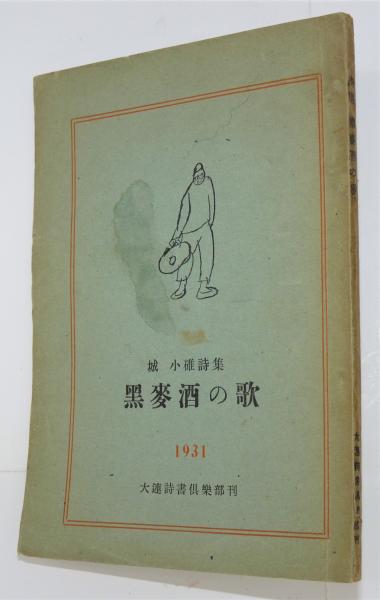 城 小碓詩集
黑麥酒の歌
1931
大連詩書俱樂部刊